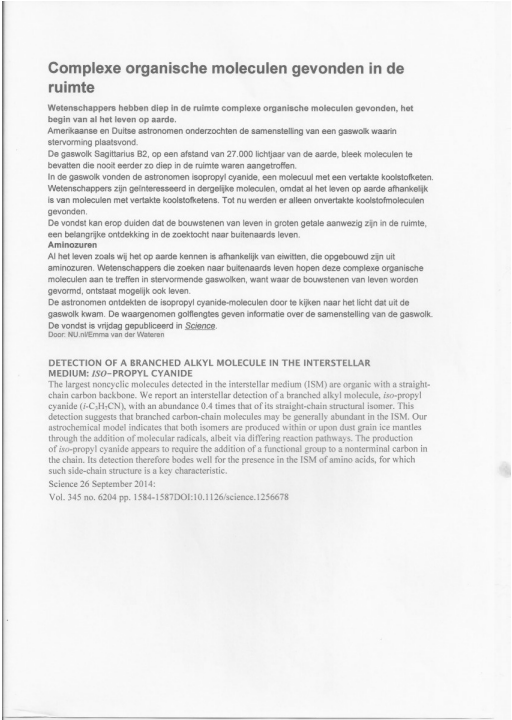 Complexe organische moleculen gevonden in de
ruimte
Wetenschappers hebben diep in de ruimte complexe organische moleculen gevonden, het
begin van al het leven op aarde.
Amerikaanse en Duitse astronomen onderzochten de samenstelling van een gaswolk waarin
stervorming plaatsvond.
De gaswolk Sagittarius B2, op een afstand van 27.000 lichtjaar van de aarde, bleek moleculen te
bevatten die nooit eerder zo diep in de ruimte waren aangetroffen.
In de gaswolk vonden de astronomen isopropyl cyanide, een molecuul met een vertakte koolstofketen.
Wetenschappers zijn geïnteresseerd in dergelijke moleculen, omdat al het leven op aarde afhankelijk
is van moleculen met vertakte koolstofketens. Tot nu werden er alleen onvertakte koolstofmoleculen
gevonden.
De vondst kan erop duiden dat de bouwstenen van leven in groten getale aanwezig zijn in de ruimte,
een belangrijke ontdekking in de zoektocht naar buitenaards leven.
Aminozuren
Al het leven zoals wij het op aarde kennen is afhankelijk van eiwitten, die opgebouwd zijn uit
aminozuren. Wetenschappers die zoeken naar buitenaards leven hopen deze complexe organische
moleculen aan te treffen in stervormende gaswolken, want waar de bouwstenen van leven worden
gevormd, ontstaat mogelijk ook leven.
De astronomen ontdekten de isopropyl cyanide-moleculen door te kijken naar het licht dat uit de
gaswolk kwam. De waargenomen golflengtes geven informatie over de samenstelling van de gaswolk.
De vondst is vrijdag gepubliceerd in Science.
Door: NU.nl/Emma van der Wateren
DETECTION OF A BRANCHED ALKYL MOLECULE IN THE INTERSTELLAR
MEDIUM: ISO-PROPYL CYANIDE
The largest noncyclic molecules detected in the interstellar medium (ISM) are organic with a straight-
chain carbon backbone. We report an interstellar detection of a branched alkyl molecule, iso-propyl
cyanide (i-C₃H₇CN), with an abundance 0.4 times that of its straight-chain structural isomer. This
detection suggests that branched carbon-chain molecules may be generally abundant in the ISM. Our
astrochemical model indicates that both isomers are produced within or upon dust grain ice mantles
through the addition of molecular radicals, albeit via differing reaction pathways. The production
of iso-propyl cyanide appears to require the addition of a functional group to a nonterminal carbon in
the chain. Its detection therefore bodes well for the presence in the ISM of amino acids, for which
such side-chain structure is a key characteristic.
Science 26 September 2014:
Vol. 345 no. 6204 pp. 1584-1587DOI:10.1126/science.1256678